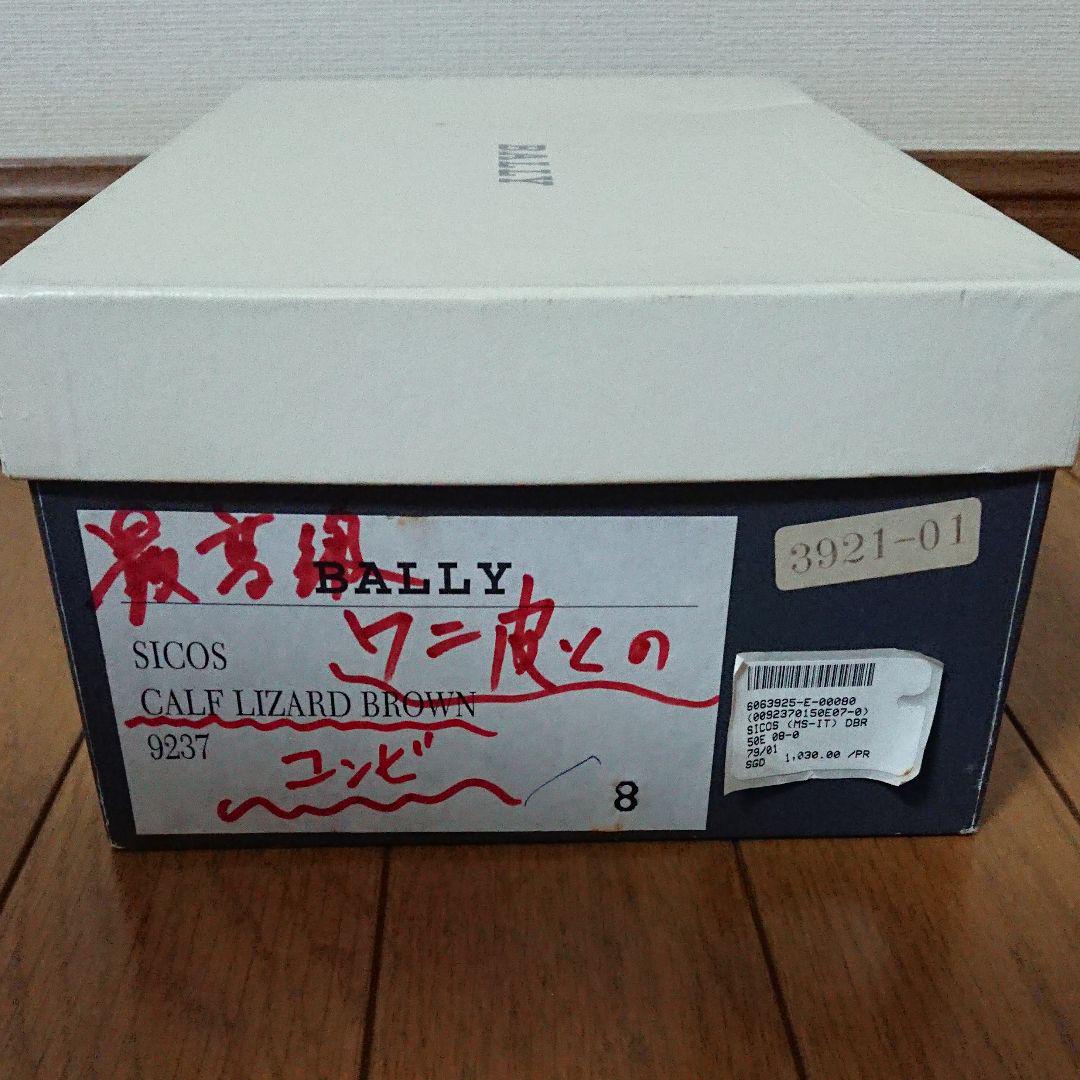 BALLY
最高級
BALLY
ワニ皮との
SICOS
CALF LIZARD BROWN
9237
コンビ
8
3921-01
6063925-E-00080
(0092370150E07-0)
SICOS (MS-IT) DBR
50E 08-0
79/01
SGD 1,030.00 /PR